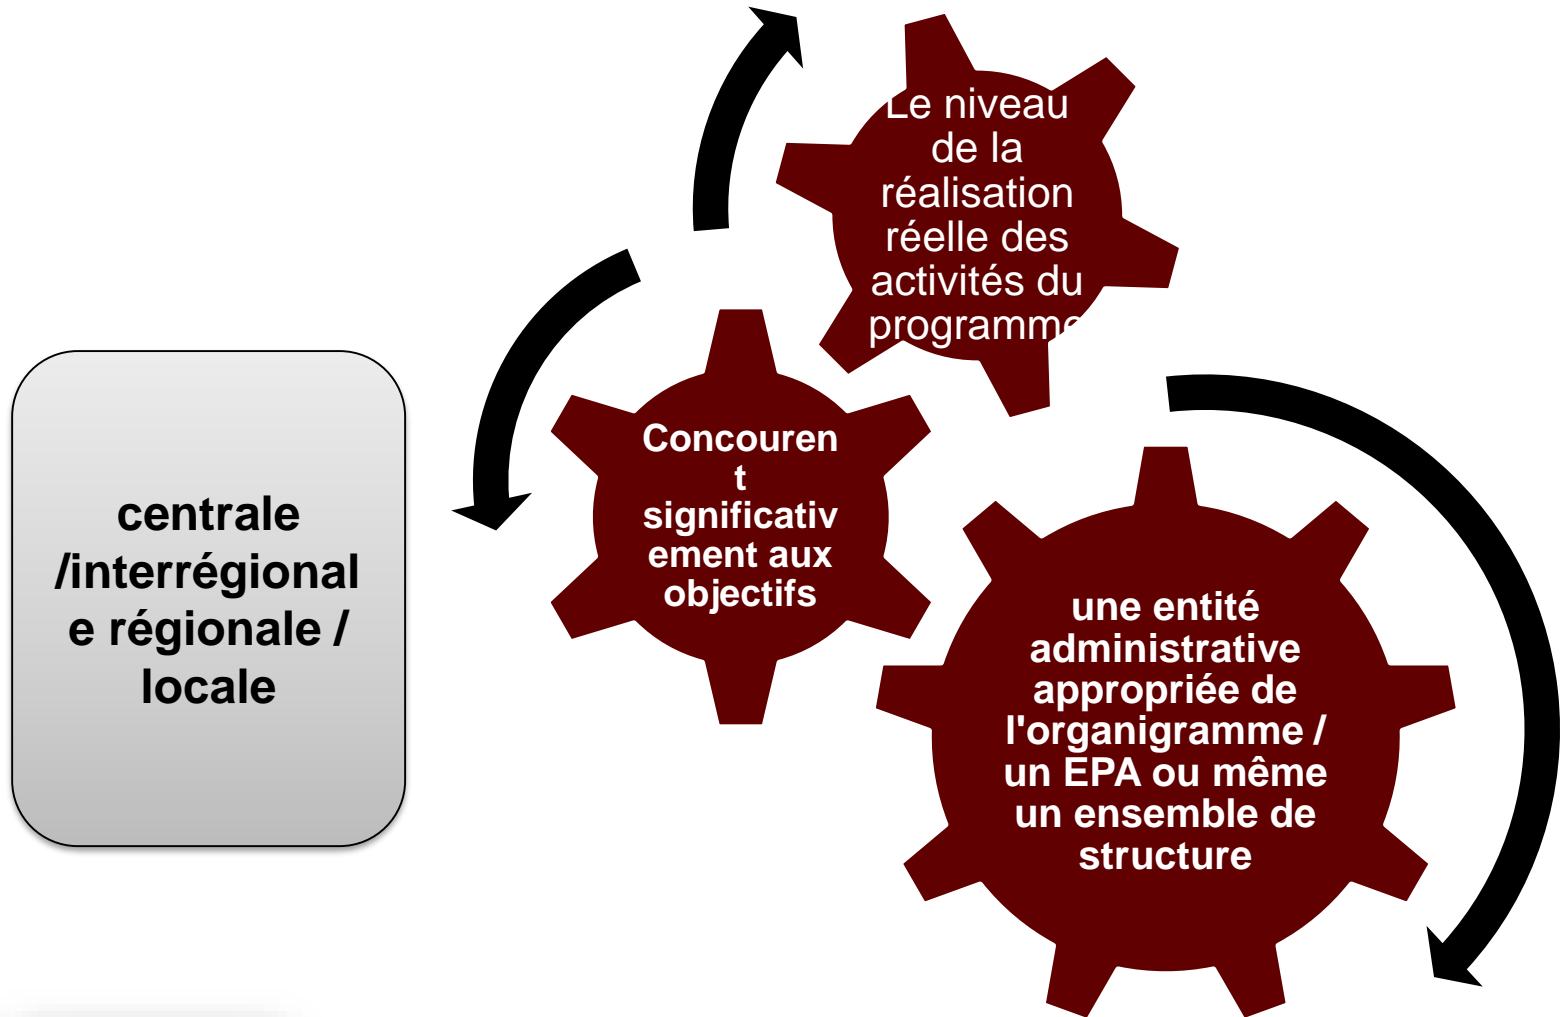 centrale
/interrégional
e régionale /
locale
Le niveau
de la
réalisation
réelle des
activités du
programme
Concouren
t
significativ
ement aux
objectifs
une entité
administrative
appropriée de
l'organigramme /
un EPA ou même
un ensemble de
structure